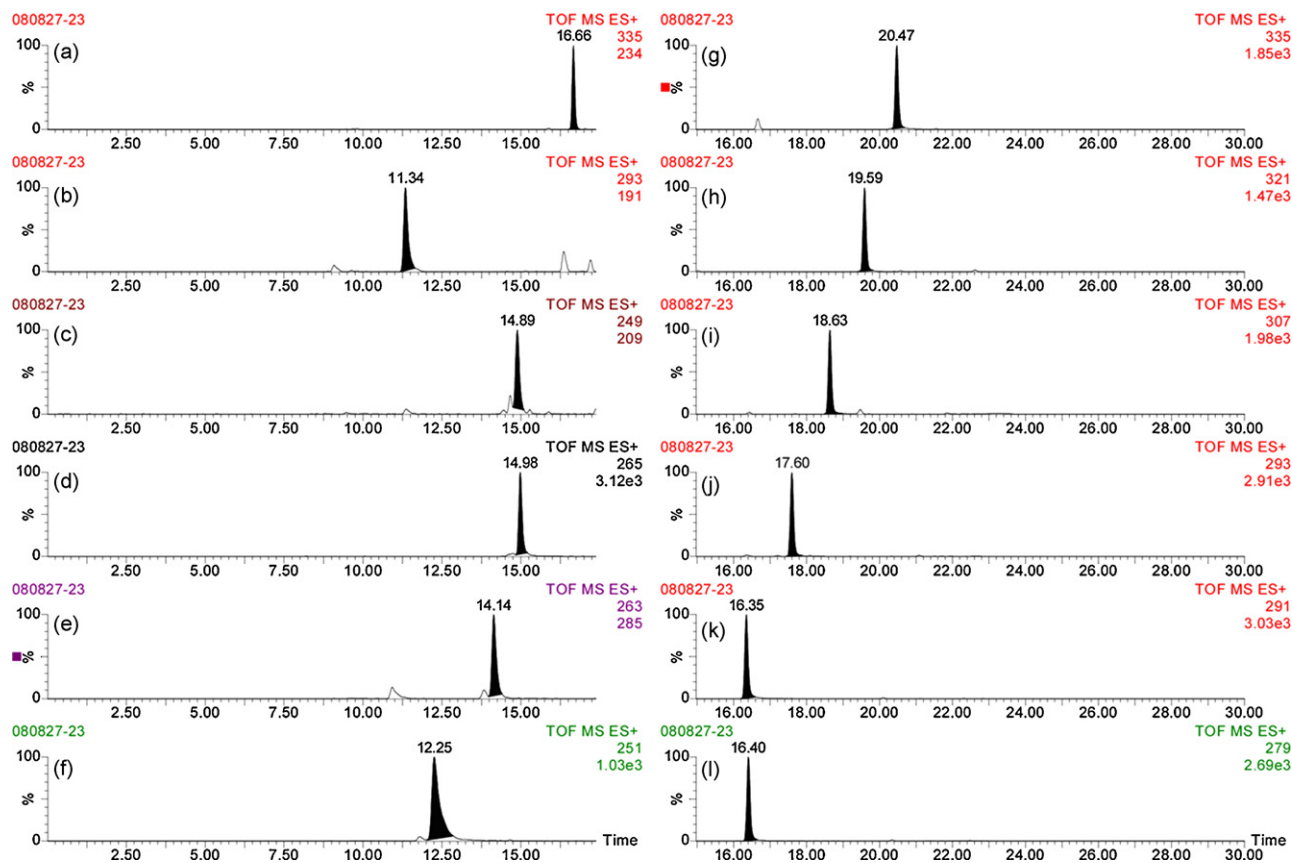 080827-23 TOF MS ES+
335
234
(a)
16.66
100
%
0
2.50 5.00 7.50 10.00 12.50 15.00
080827-23 TOF MS ES+
293
191
(b)
11.34
100
%
0
2.50 5.00 7.50 10.00 12.50 15.00
080827-23 TOF MS ES+
249
209
(c)
14.89
100
%
0
2.50 5.00 7.50 10.00 12.50 15.00
080827-23 TOF MS ES+
265
3.12e3
(d)
14.98
100
%
0
2.50 5.00 7.50 10.00 12.50 15.00
080827-23 TOF MS ES+
263
285
(e)
14.14
100
%
0
2.50 5.00 7.50 10.00 12.50 15.00
080827-23 TOF MS ES+
251
1.03e3
(f)
12.25
100
%
0
Time
2.50 5.00 7.50 10.00 12.50 15.00
080827-23 TOF MS ES+
335
1.85e3
(g)
20.47
100
%
0
16.00 18.00 20.00 22.00 24.00 26.00 28.00 30.00
080827-23 TOF MS ES+
321
1.47e3
(h)
19.59
100
%
0
16.00 18.00 20.00 22.00 24.00 26.00 28.00 30.00
080827-23 TOF MS ES+
307
1.98e3
(i)
18.63
100
%
0
16.00 18.00 20.00 22.00 24.00 26.00 28.00 30.00
080827-23 TOF MS ES+
293
2.91e3
(j)
17.60
100
%
0
16.00 18.00 20.00 22.00 24.00 26.00 28.00 30.00
080827-23 TOF MS ES+
291
3.03e3
(k)
16.35
100
%
0
16.00 18.00 20.00 22.00 24.00 26.00 28.00 30.00
080827-23 TOF MS ES+
279
2.69e3
(l)
16.40
100
%
0
Time
16.00 18.00 20.00 22.00 24.00 26.00 28.00 30.00